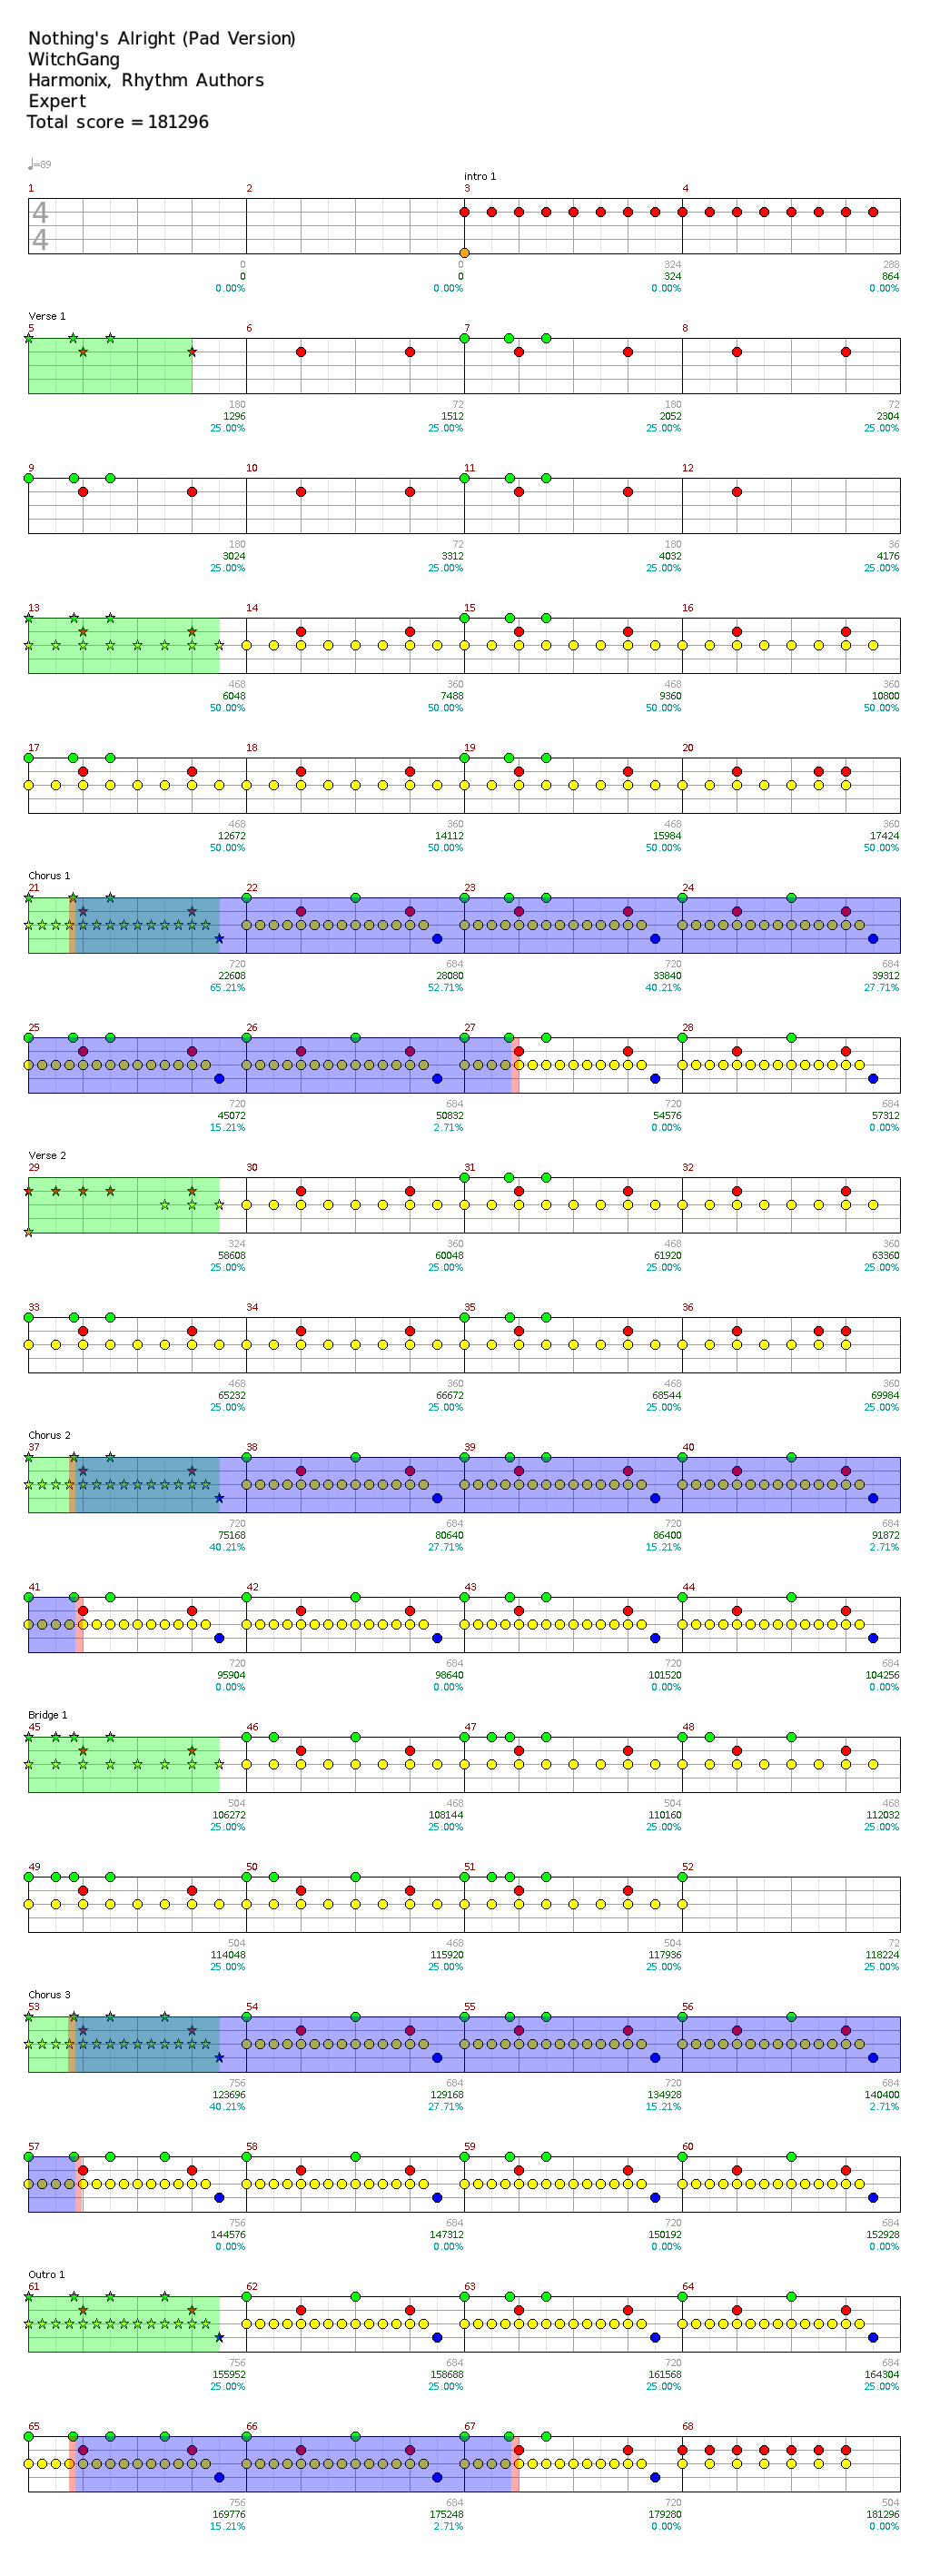 Nothing's Alright (Pad Version)
WitchGang
Harmonix, Rhythm Authors
Expert
Total score = 181296
♩=89
intro 1
1 2 3 4
4
4
0 0 324 288
0 0 324 864
0.00% 0.00% 0.00% 0.00%
Verse 1
5 6 7 8
180 72 180 72
1296 1512 2052 2304
25.00% 25.00% 25.00% 25.00%
9 10 11 12
180 72 180 36
3024 3312 4032 4176
25.00% 25.00% 25.00% 25.00%
13 14 15 16
468 360 468 360
6048 7488 9360 10800
50.00% 50.00% 50.00% 50.00%
17 18 19 20
468 360 468 360
12672 14112 15984 17424
50.00% 50.00% 50.00% 50.00%
Chorus 1
21 22 23 24
720 684 720 684
22608 28080 33840 39312
65.21% 52.71% 40.21% 27.71%
25 26 27 28
720 684 720 684
45072 50832 54576 57312
15.21% 2.71% 0.00% 0.00%
Verse 2
29 30 31 32
324 360 468 360
58608 60048 61920 63360
25.00% 25.00% 25.00% 25.00%
33 34 35 36
468 360 468 360
65232 66672 68544 69984
25.00% 25.00% 25.00% 25.00%
Chorus 2
37 38 39 40
720 684 720 684
75168 80640 86400 91872
40.21% 27.71% 15.21% 2.71%
41 42 43 44
720 684 720 684
95904 98640 101520 104256
0.00% 0.00% 0.00% 0.00%
Bridge 1
45 46 47 48
504 468 504 468
106272 108144 110160 112032
25.00% 25.00% 25.00% 25.00%
49 50 51 52
504 468 504 72
114048 115920 117936 118224
25.00% 25.00% 25.00% 25.00%
Chorus 3
53 54 55 56
756 684 720 684
123696 129168 134928 140400
40.21% 27.71% 15.21% 2.71%
57 58 59 60
756 684 720 684
144576 147312 150192 152928
0.00% 0.00% 0.00% 0.00%
Outro 1
61 62 63 64
756 684 720 684
155952 158688 161568 164304
25.00% 25.00% 25.00% 25.00%
65 66 67 68
756 684 720 504
169776 175248 179280 181296
15.21% 2.71% 0.00% 0.00%